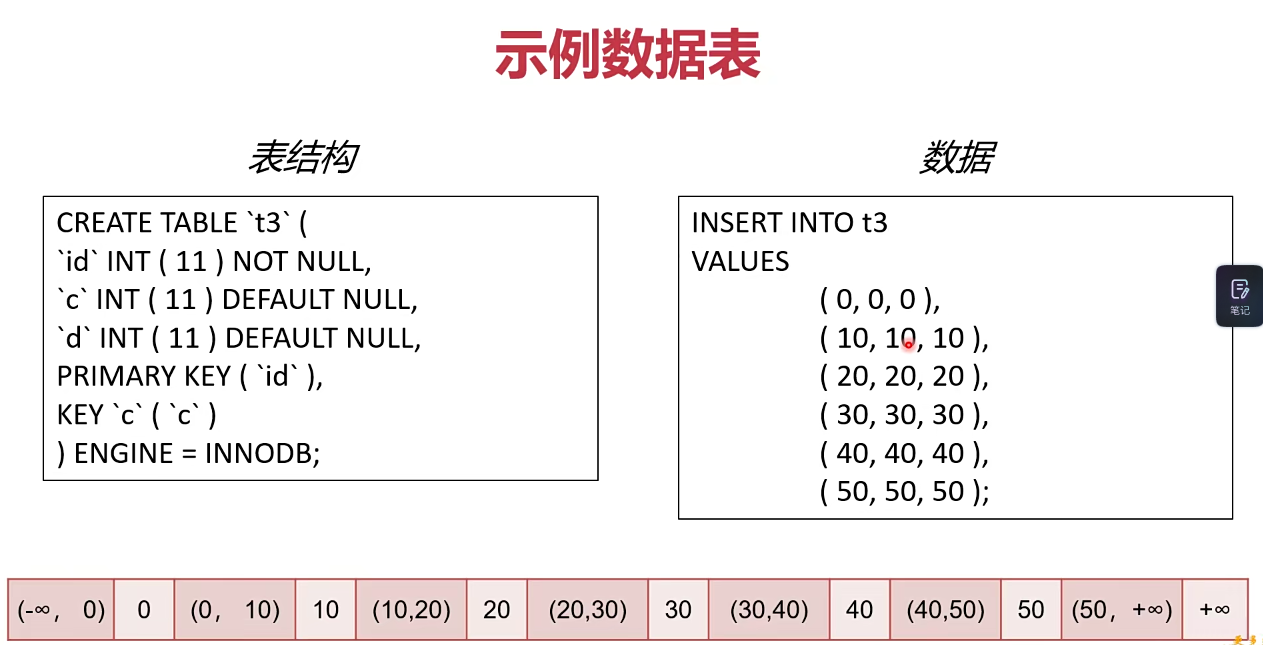 示例数据表
表结构
CREATE TABLE `t3` (
`id` INT ( 11 ) NOT NULL,
`c` INT ( 11 ) DEFAULT NULL,
`d` INT ( 11 ) DEFAULT NULL,
PRIMARY KEY ( `id` ),
KEY `c` ( `c` )
) ENGINE = INNODB;
数据
INSERT INTO t3
VALUES
( 0, 0, 0 ),
( 10, 10, 10 ),
( 20, 20, 20 ),
( 30, 30, 30 ),
( 40, 40, 40 ),
( 50, 50, 50 );
笔记
(-∞， 0) 0 (0， 10) 10 (10,20) 20 (20,30) 30 (30,40) 40 (40,50) 50 (50，+∞) +∞